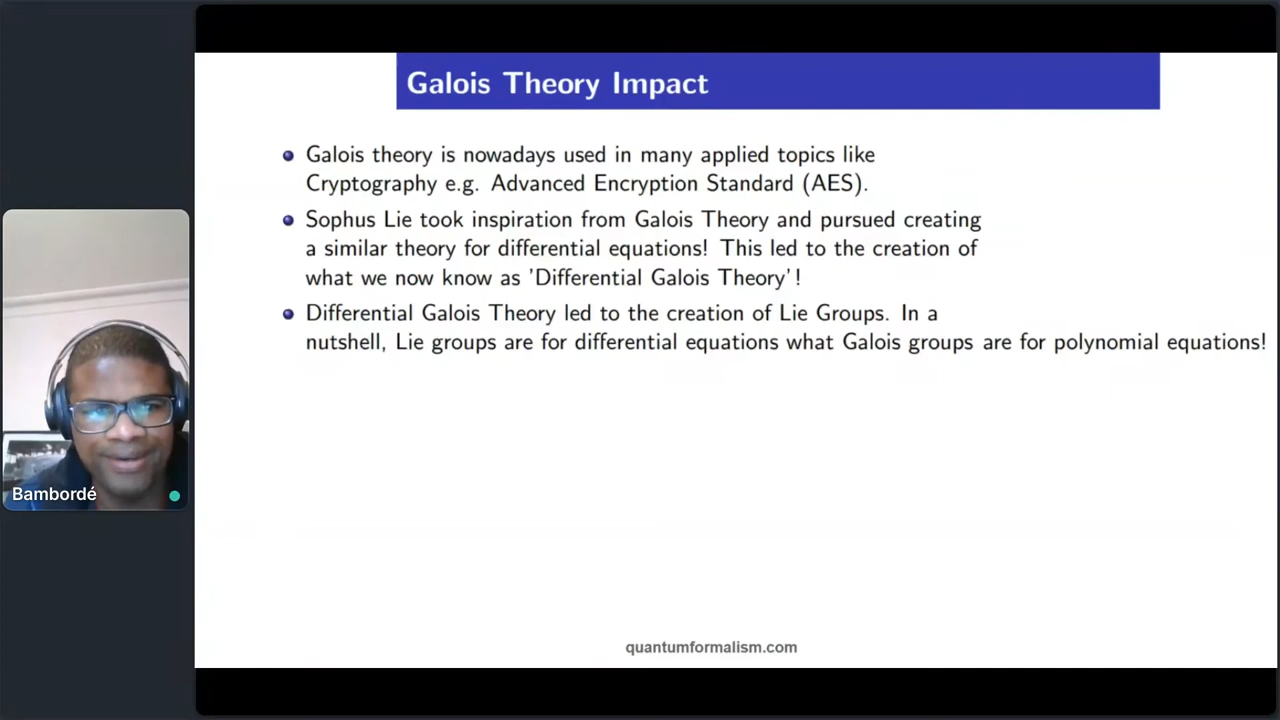 Galois Theory Impact
Galois theory is nowadays used in many applied topics like
Cryptography e.g. Advanced Encryption Standard (AES).
Sophus Lie took inspiration from Galois Theory and pursued creating
a similar theory for differential equations! This led to the creation of
what we now know as 'Differential Galois Theory'!
Differential Galois Theory led to the creation of Lie Groups. In a
nutshell, Lie groups are for differential equations what Galois groups are for polynomial equations!
Bambordé
quantumformalism.com